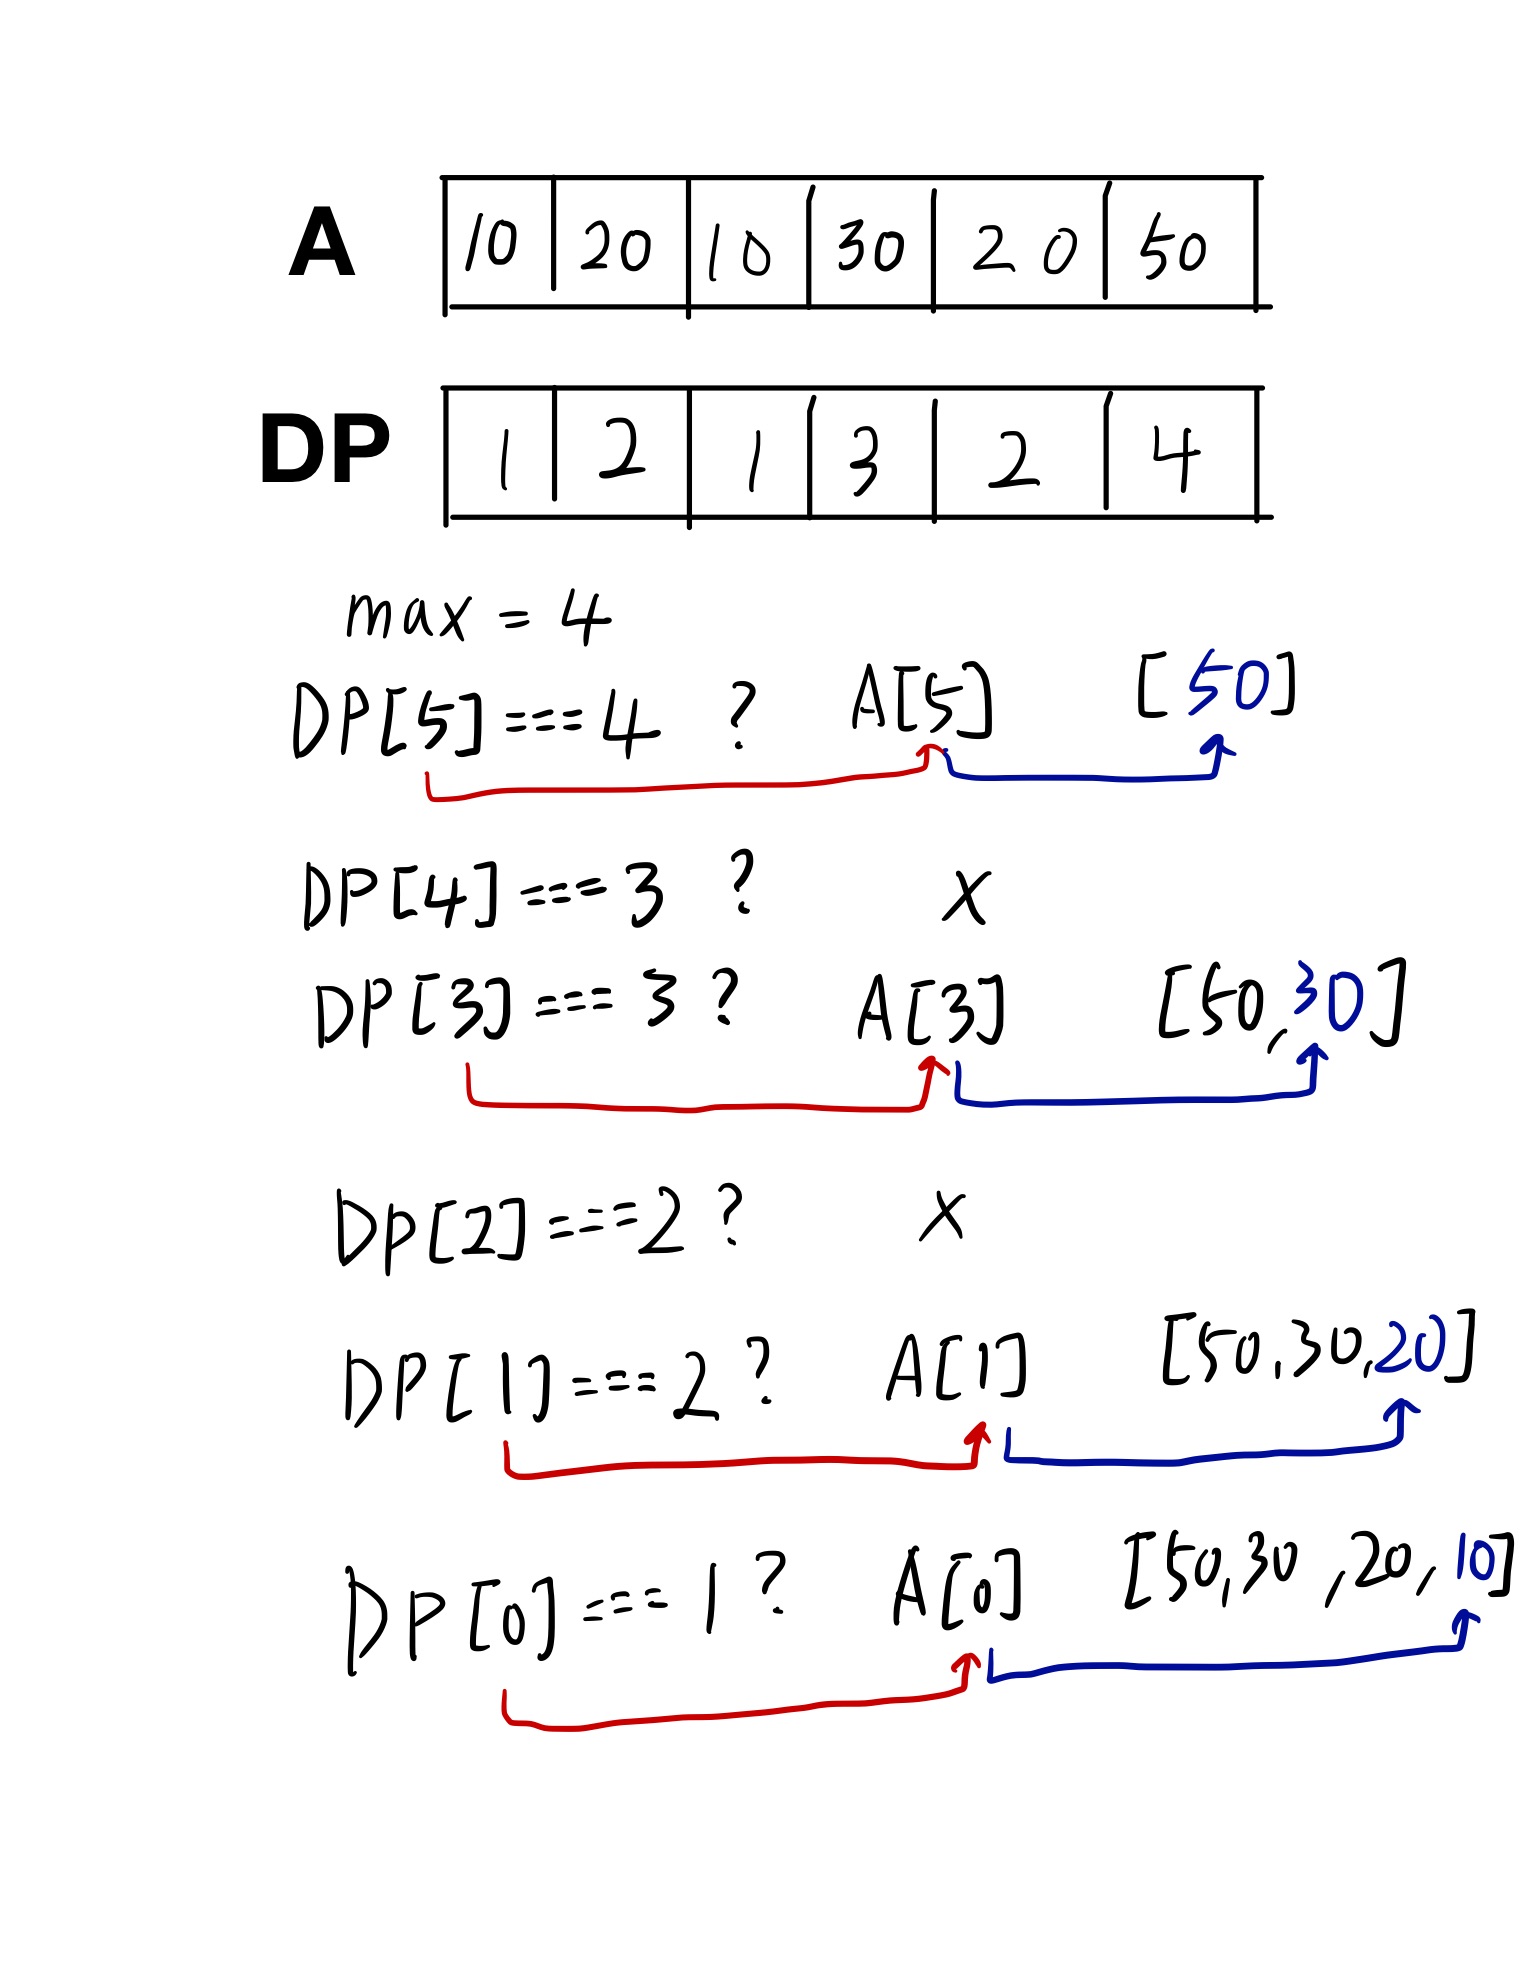 A 10 20 10 30 20 50
DP 1 2 1 3 2 4
max = 4
DP[5] === 4 ? A[5] [50]
DP[4] === 3 ? X
DP[3] === 3 ? A[3] [50, 30]
DP[2] === 2 ? X
DP[1] === 2 ? A[1] [50, 30, 20]
DP[0] === 1 ? A[0] [50, 30, 20, 10]